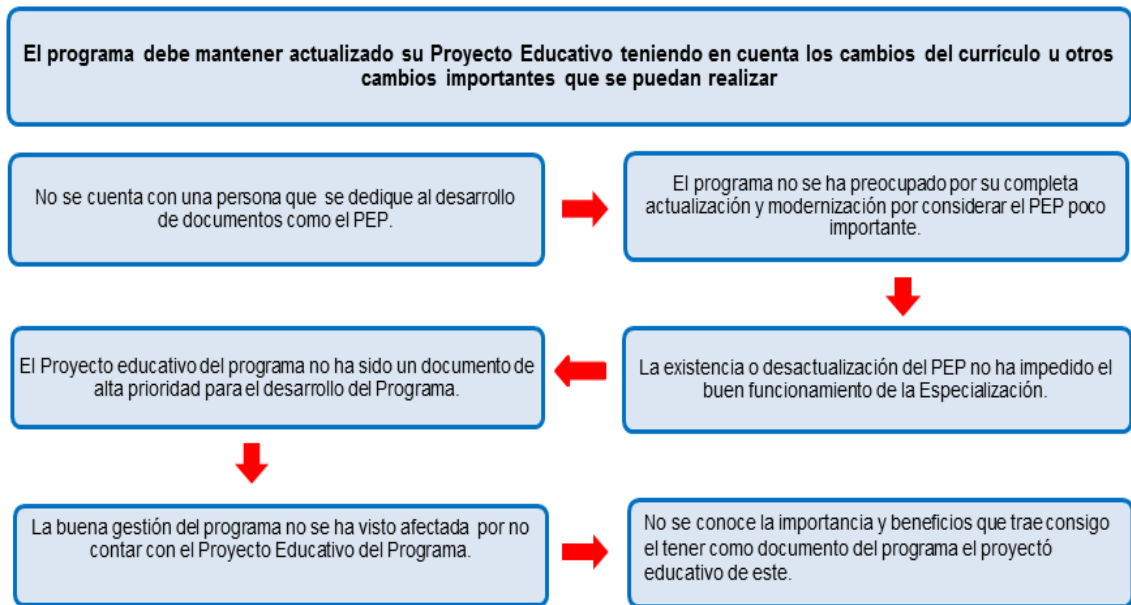 El programa debe mantener actualizado su Proyecto Educativo teniendo en cuenta los cambios del currículo u otros
cambios importantes que se puedan realizar
No se cuenta con una persona que se dedique al desarrollo
de documentos como el PEP.
El programa no se ha preocupado por su completa
actualización y modernización por considerar el PEP poco
importante.
La existencia o desactualización del PEP no ha impedido el
buen funcionamiento de la Especialización.
El Proyecto educativo del programa no ha sido un documento de
alta prioridad para el desarrollo del Programa.
La buena gestión del programa no se ha visto afectada por no
contar con el Proyecto Educativo del Programa.
No se conoce la importancia y beneficios que trae consigo
el tener como documento del programa el proyectó
educativo de este.